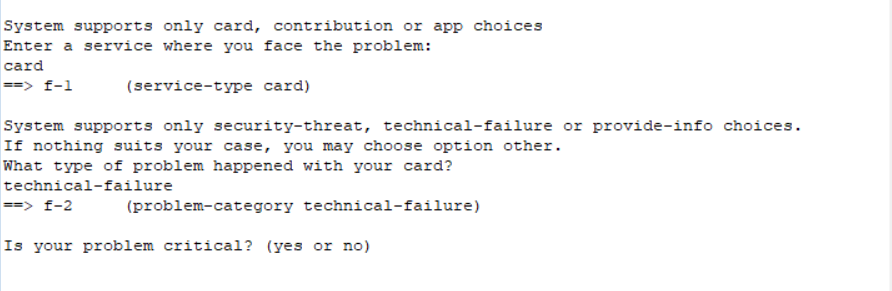 System supports only card, contribution or app choices
Enter a service where you face the problem:
card
==> f-1     (service-type card)
System supports only security-threat, technical-failure or provide-info choices.
If nothing suits your case, you may choose option other.
What type of problem happened with your card?
technical-failure
==> f-2     (problem-category technical-failure)
Is your problem critical? (yes or no)